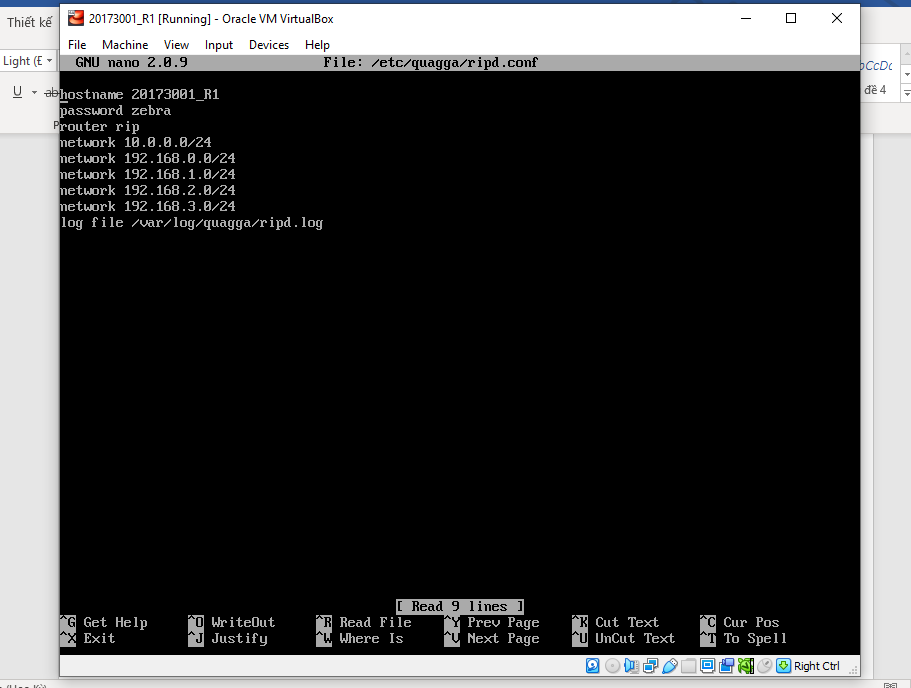 Thiết kế
20173001_R1 [Running] - Oracle VM VirtualBox
File Machine View Input Devices Help
Light (E
GNU nano 2.0.9 File: /etc/quagga/ripd.conf
U ab
đề 4
hostname 20173001_R1
password zebra
router rip
network 10.0.0.0/24
network 192.168.0.0/24
network 192.168.1.0/24
network 192.168.2.0/24
network 192.168.3.0/24
log file /var/log/quagga/ripd.log
[ Read 9 lines ]
^G Get Help ^O WriteOut ^R Read File ^Y Prev Page ^K Cut Text ^C Cur Pos
^X Exit ^J Justify ^W Where Is ^V Next Page ^U UnCut Text ^T To Spell
Right Ctrl